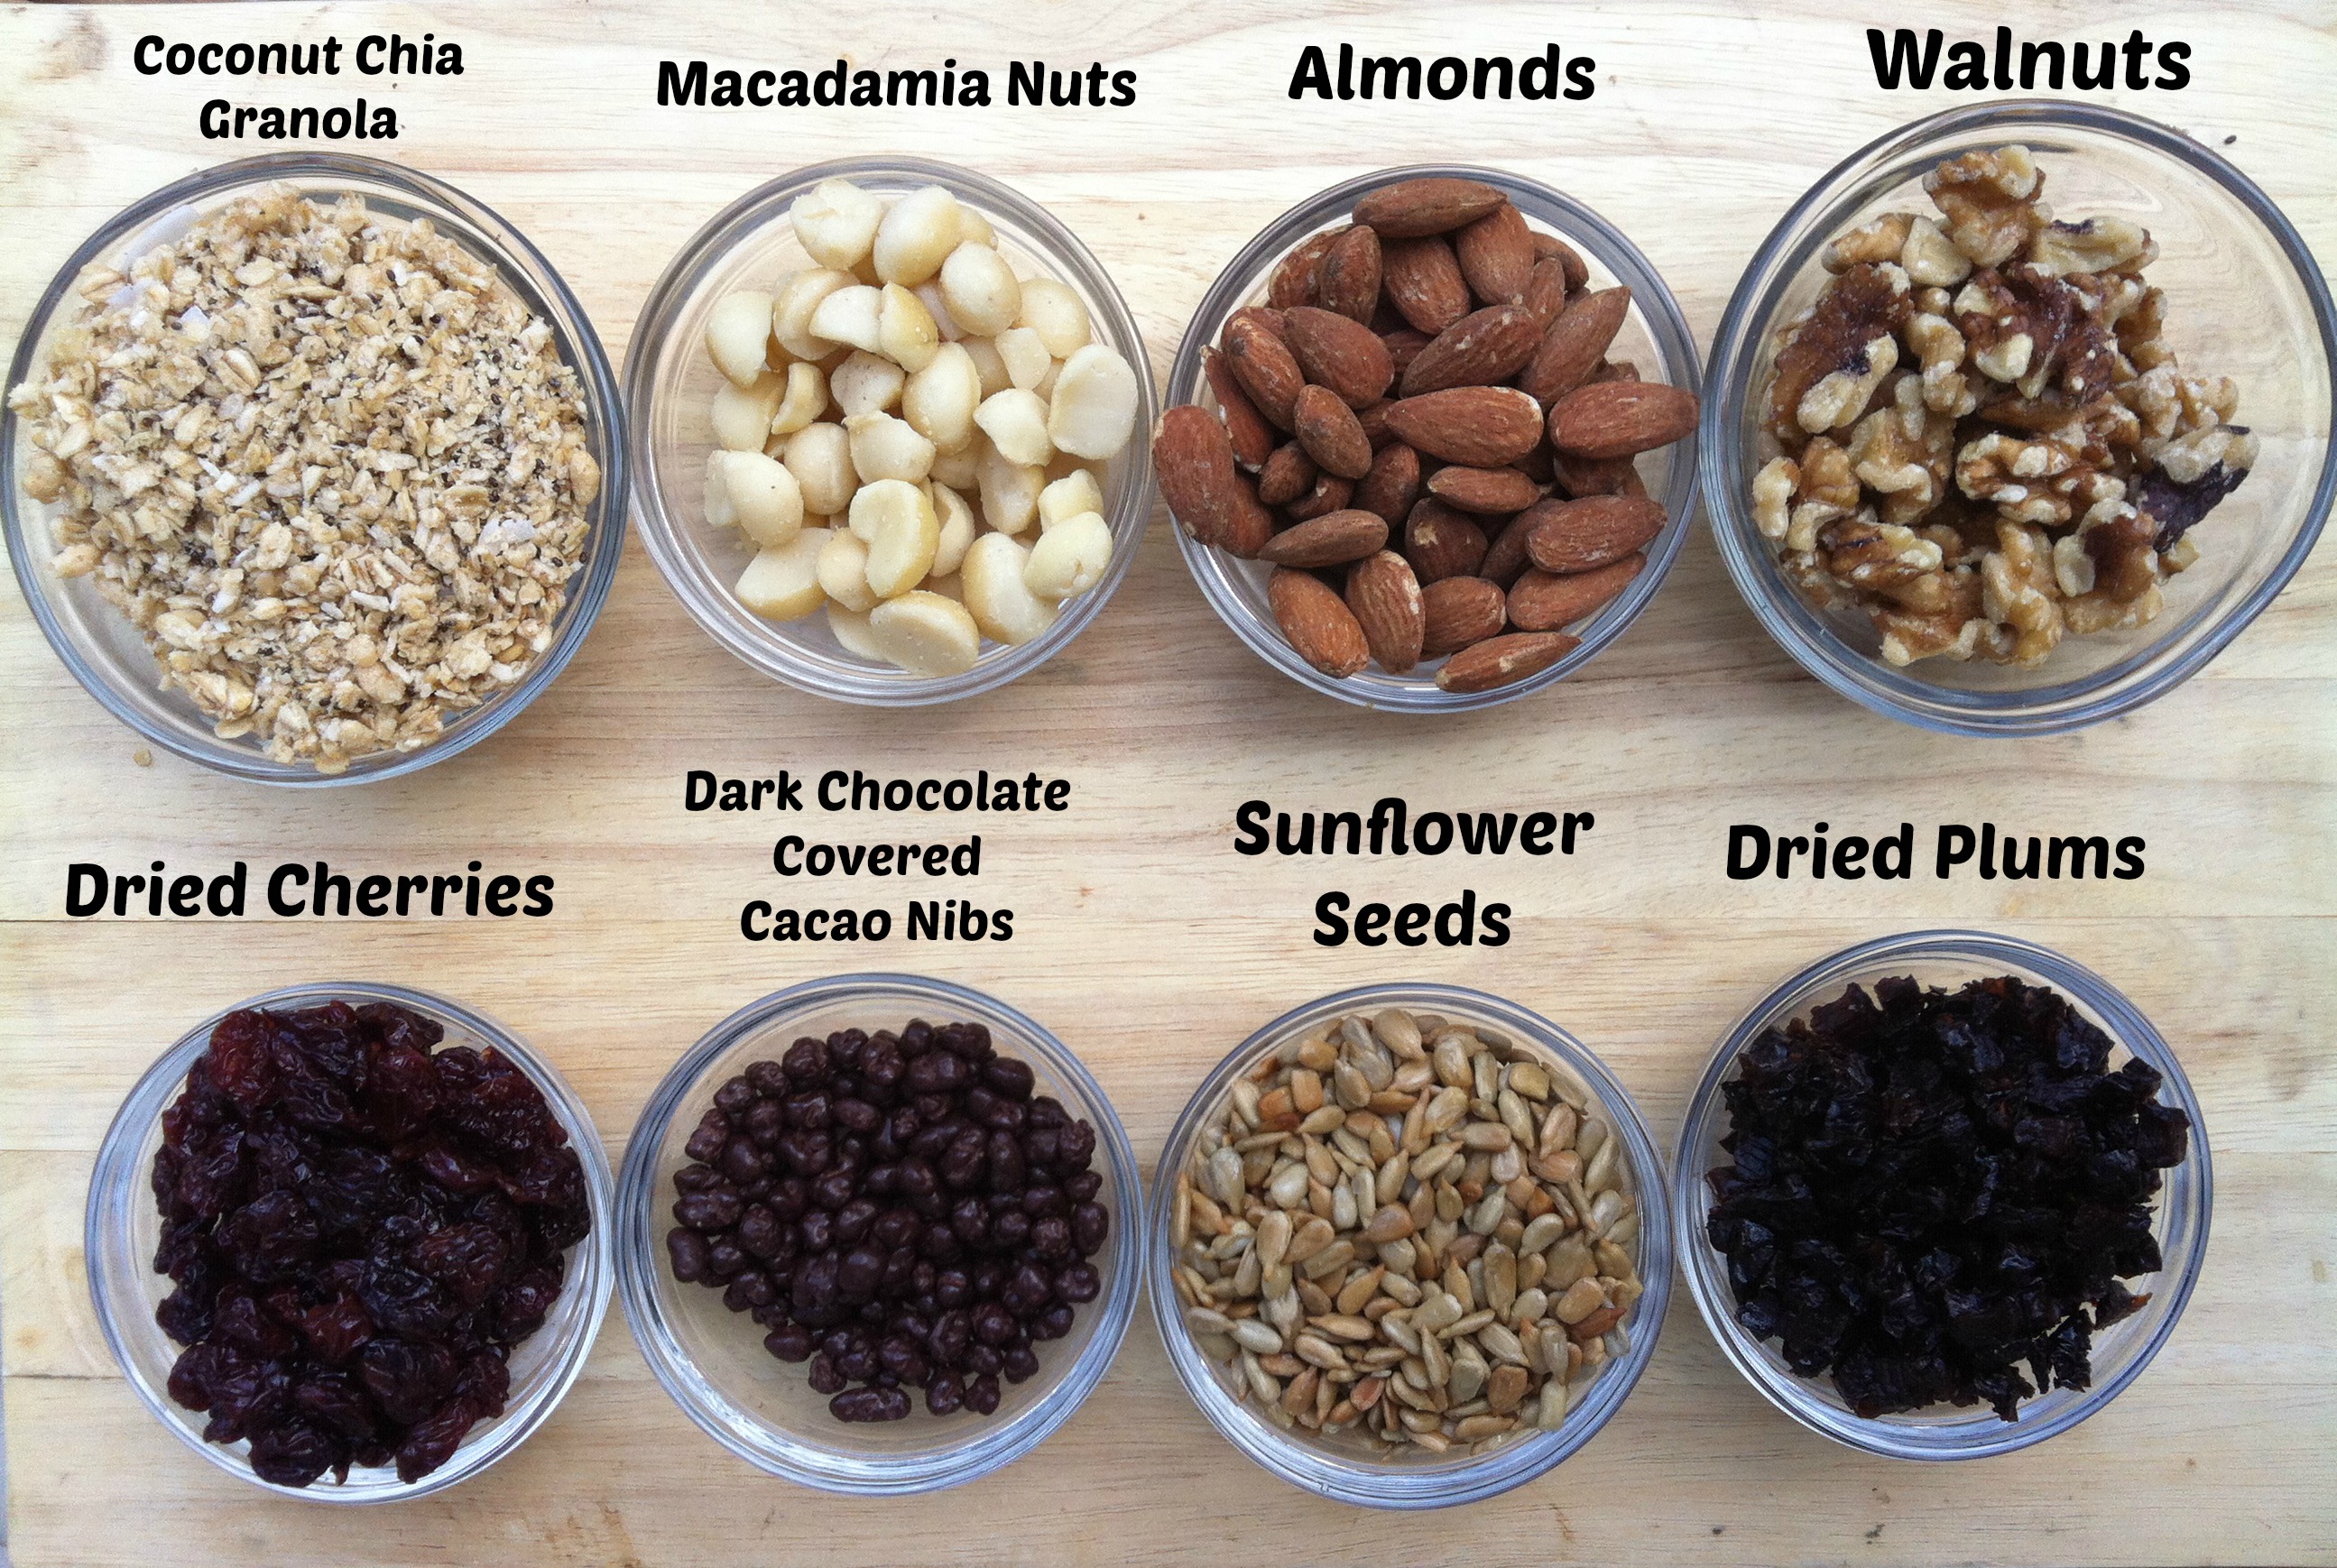 Coconut Chia
Granola
Macadamia Nuts
Almonds
Walnuts
Dried Cherries
Dark Chocolate
Covered
Cacao Nibs
Sunflower
Seeds
Dried Plums